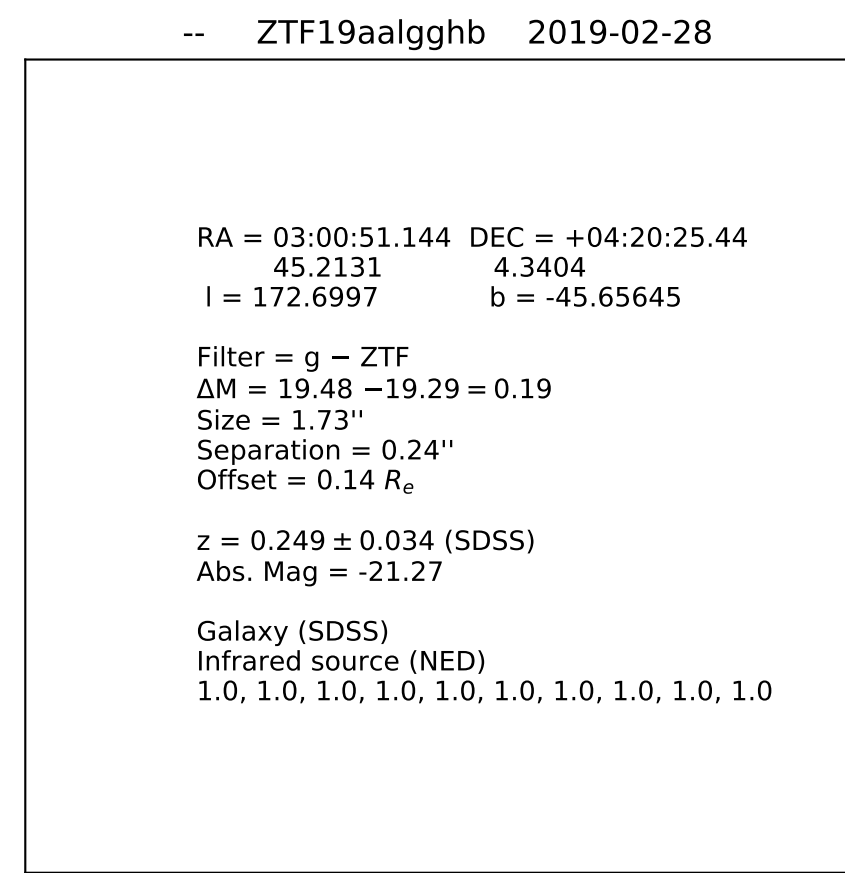 -- ZTF19aalgghb 2019-02-28
RA = 03:00:51.144 DEC = +04:20:25.44
45.2131 4.3404
l = 172.6997 b = -45.65645
Filter = g − ZTF
ΔM = 19.48 −19.29 = 0.19
Size = 1.73''
Separation = 0.24''
Offset = 0.14 Rₑ
z = 0.249 ± 0.034 (SDSS)
Abs. Mag = -21.27
Galaxy (SDSS)
Infrared source (NED)
1.0, 1.0, 1.0, 1.0, 1.0, 1.0, 1.0, 1.0, 1.0, 1.0